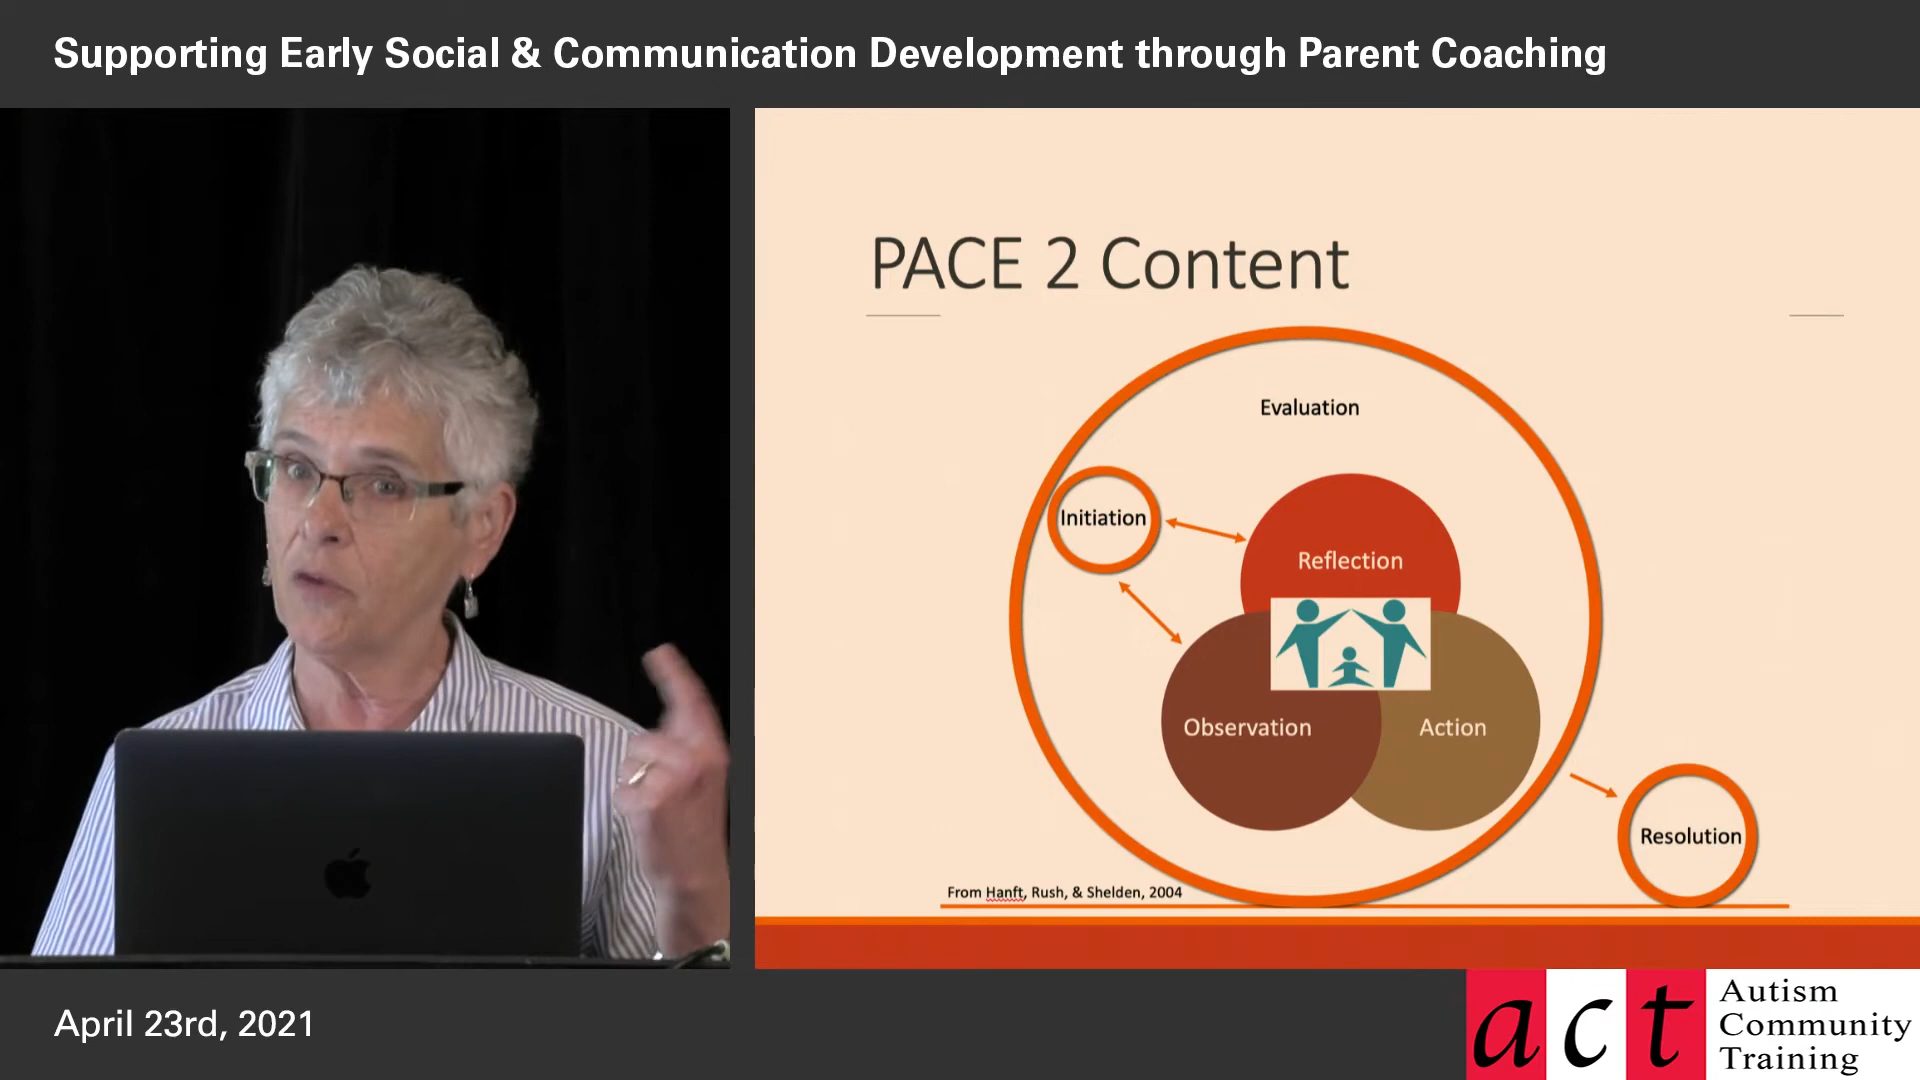 Supporting Early Social & Communication Development through Parent Coaching
PACE 2 Content
Evaluation
Initiation
Reflection
Observation
Action
Resolution
From Hanft, Rush, & Shelden, 2004
April 23rd, 2021
act
Autism
Community
Training